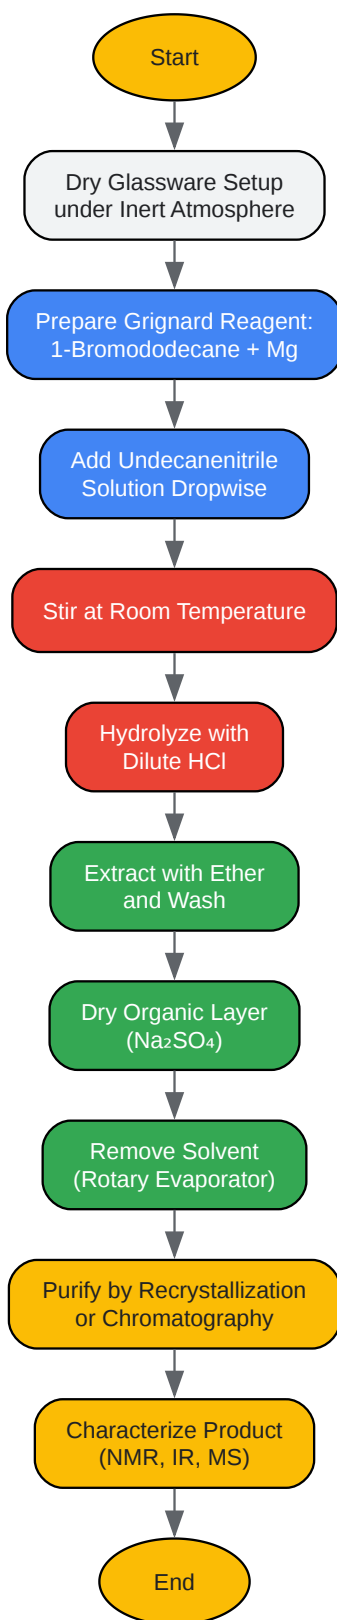 Start
Dry Glassware Setup
under Inert Atmosphere
Prepare Grignard Reagent:
1-Bromododecane + Mg
Add Undecanenitrile
Solution Dropwise
Stir at Room Temperature
Hydrolyze with
Dilute HCl
Extract with Ether
and Wash
Dry Organic Layer
(Na₂SO₄)
Remove Solvent
(Rotary Evaporator)
Purify by Recrystallization
or Chromatography
Characterize Product
(NMR, IR, MS)
End